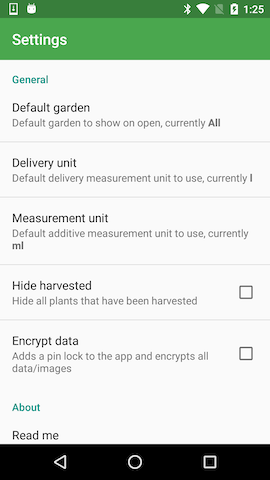 1:25
Settings
General
Default garden
Default garden to show on open, currently All
Delivery unit
Default delivery measurement unit to use, currently l
Measurement unit
Default additive measurement unit to use, currently
ml
Hide harvested
Hide all plants that have been harvested
Encrypt data
Adds a pin lock to the app and encrypts all
data/images
About
Read me